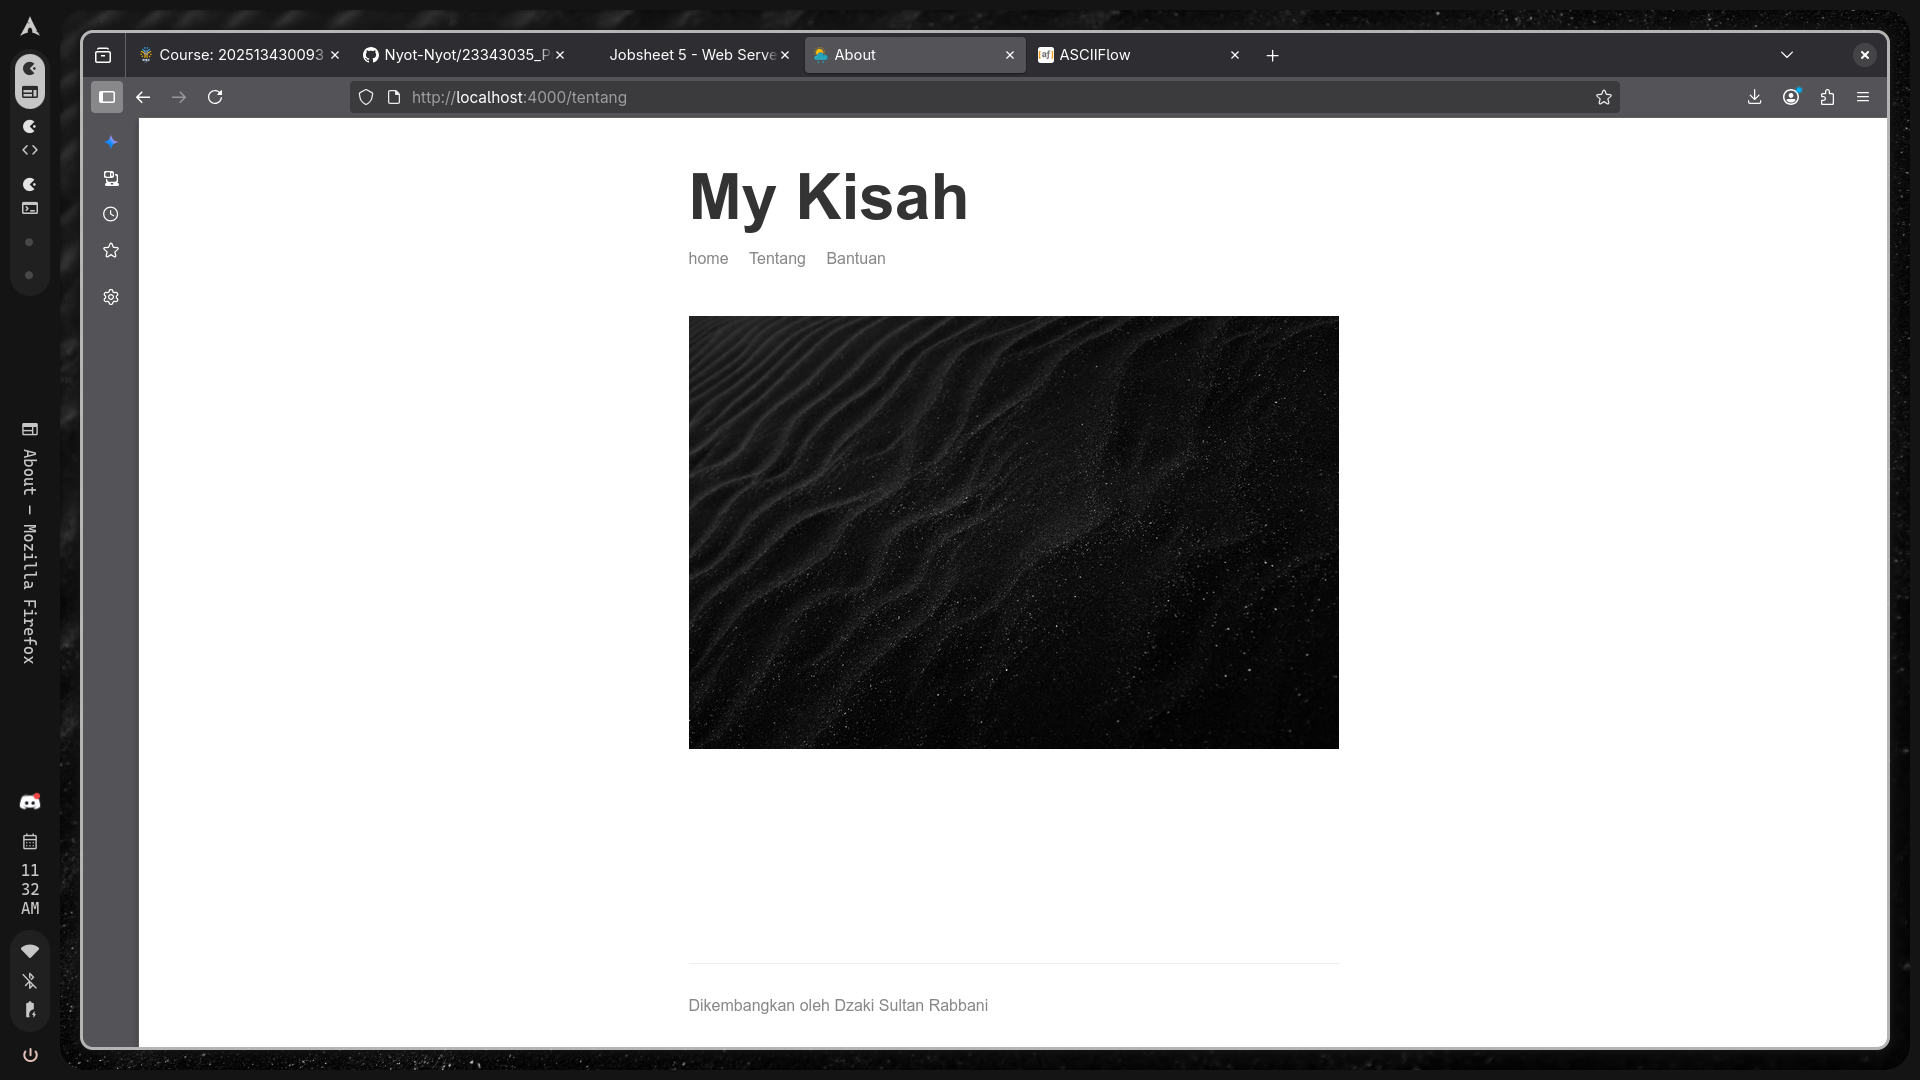 Course: 202513430093
Nyot-Nyot/23343035_P
Jobsheet 5 - Web Serve
About
ASCIIFlow
http://localhost:4000/tentang
My Kisah
home Tentang Bantuan
Dikembangkan oleh Dzaki Sultan Rabbani
About — Mozilla Firefox
11
32
AM